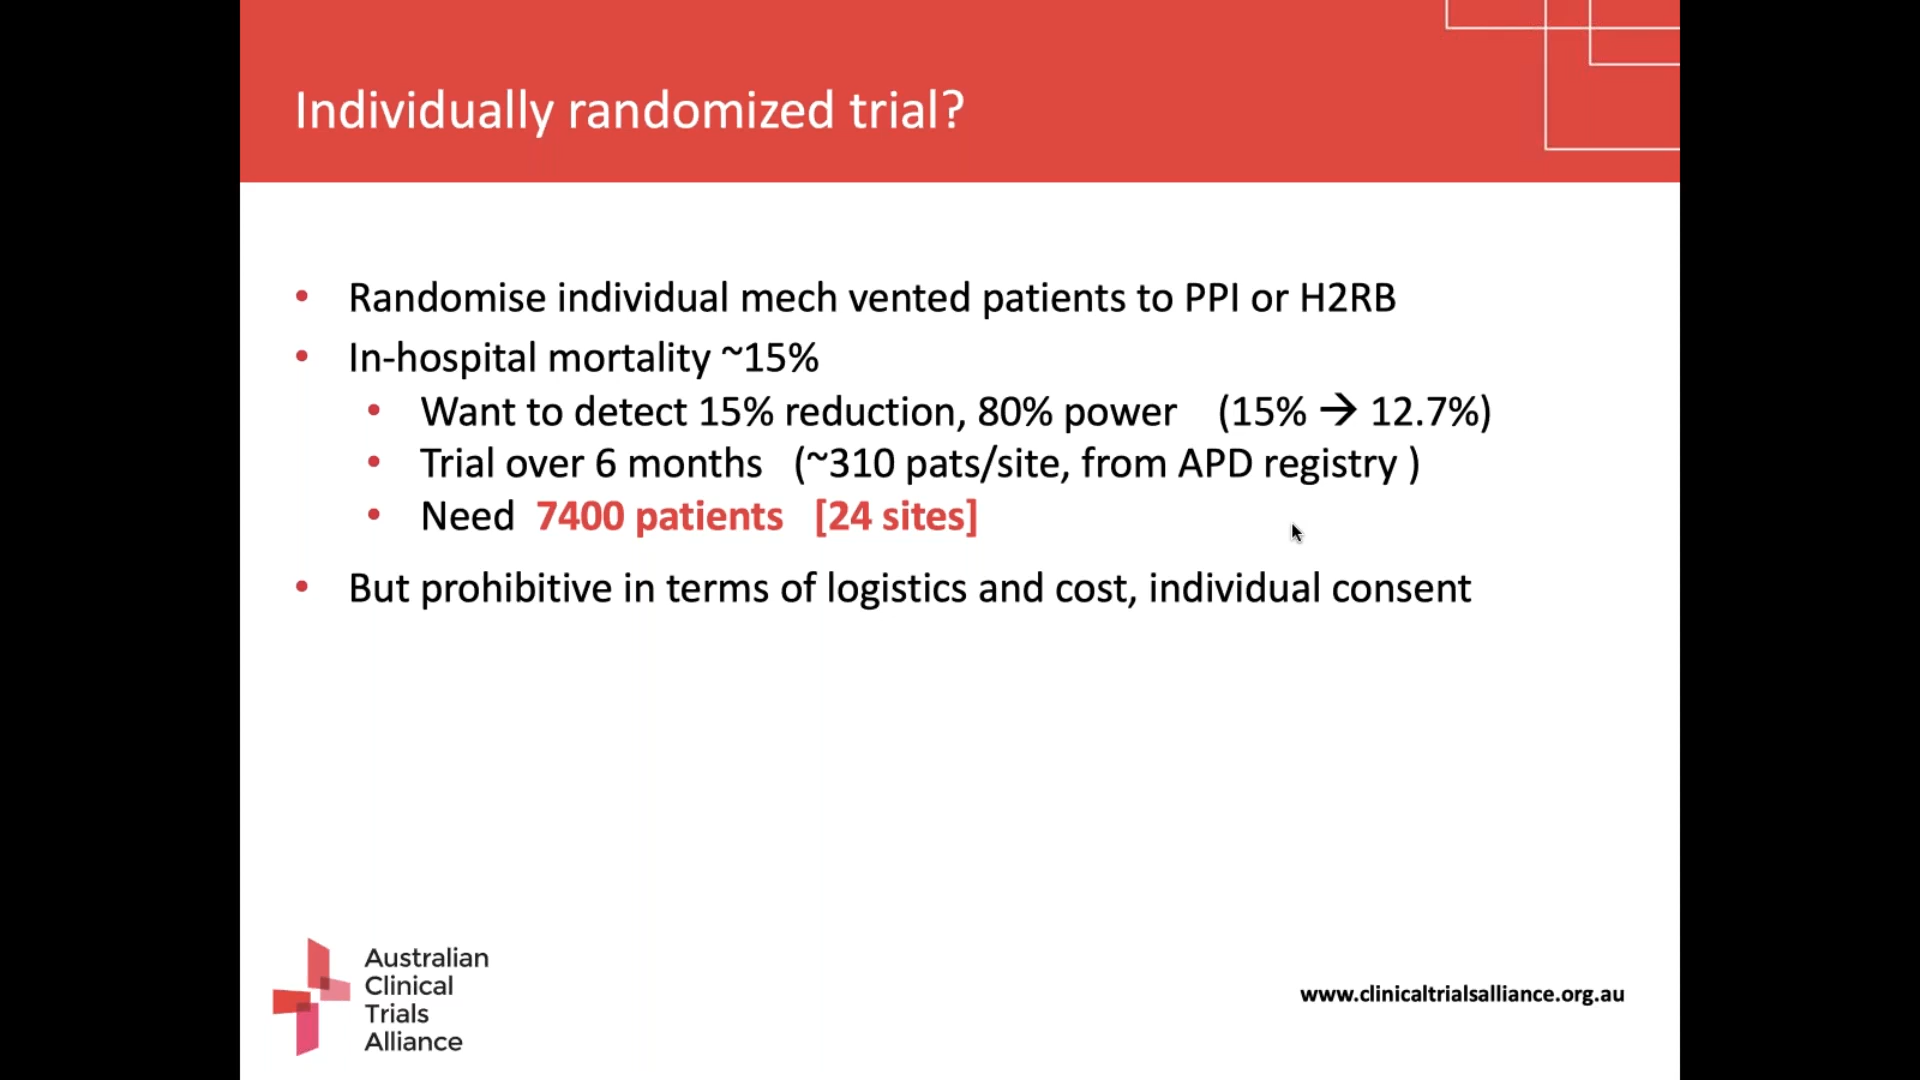 Individually randomized trial?
• Randomise individual mech vented patients to PPI or H2RB
• In-hospital mortality ~15%
• Want to detect 15% reduction, 80% power (15% → 12.7%)
• Trial over 6 months (~310 pats/site, from APD registry )
• Need 7400 patients [24 sites]
• But prohibitive in terms of logistics and cost, individual consent
Australian
Clinical
Trials
Alliance
www.clinicaltrialsalliance.org.au